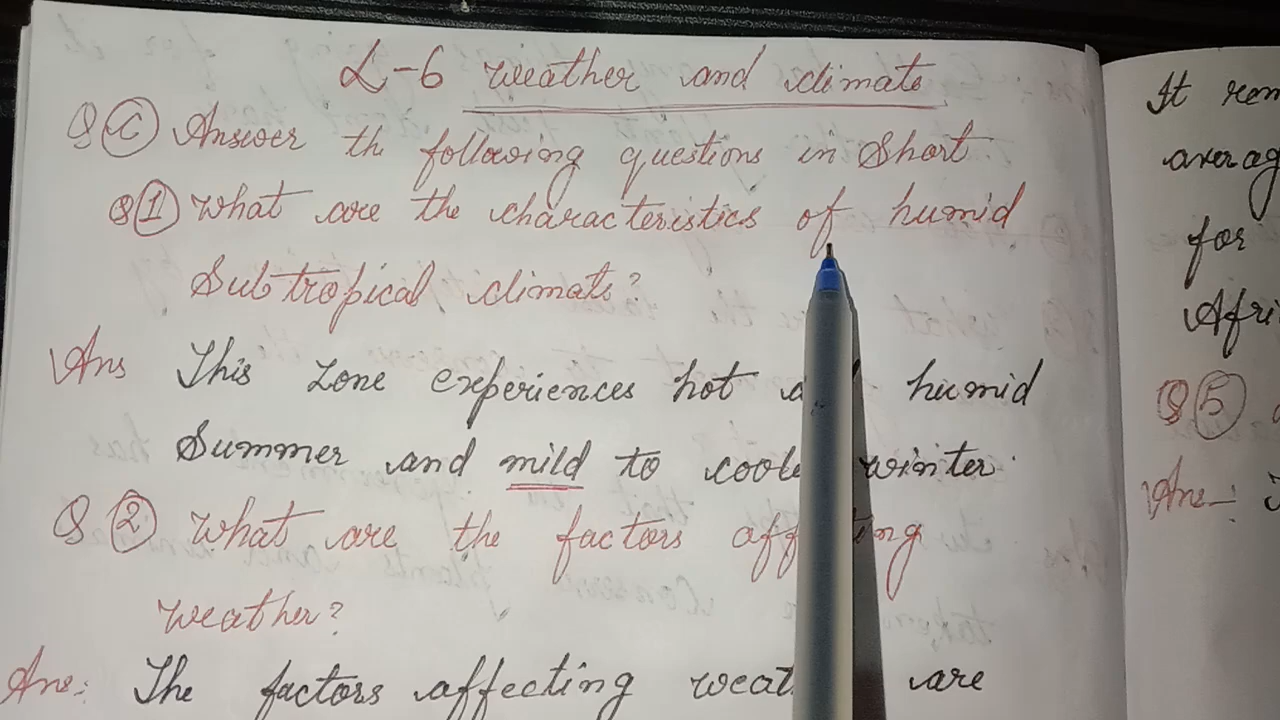 L-6 weather and climate
Q C Answer the following questions in Short
Q 1 What are the characteristics of humid
Subtropical climate?
Ans This zone experiences hot humid
Summer and mild to winter.
Q 2 What are the factors
weather?
Ans: The factors affecting are
It
for
Q 5
Ans: